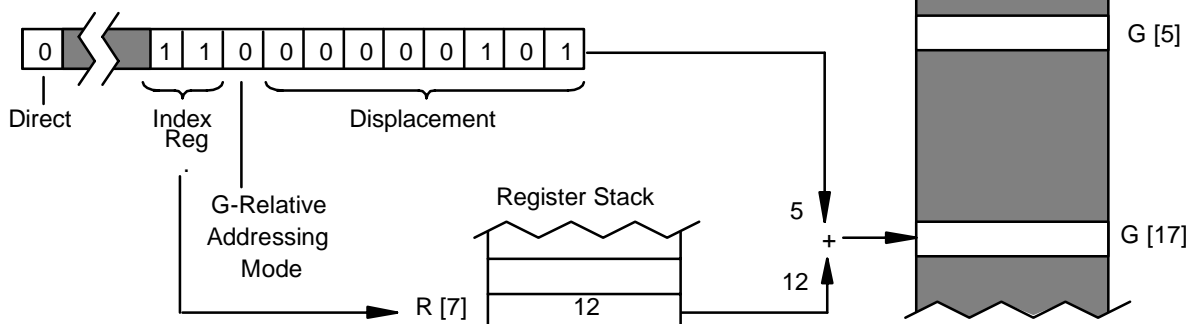 G [5]
0 1 1 0 0 0 0 0 0 1 0 1
Direct
Index
Reg
.
Displacement
G-Relative
Addressing
Mode
Register Stack
5
+
G [17]
12
R [7]
12